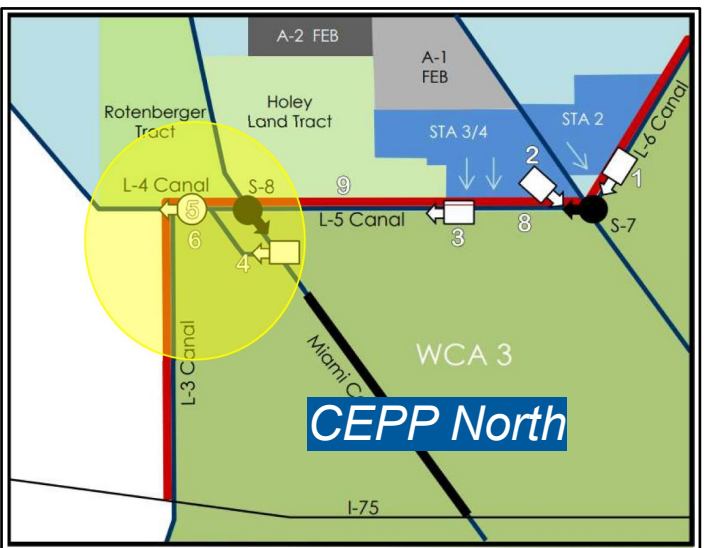 A-2 FEB
A-1
FEB
Rotenberger
Tract
Holey
Land Tract
STA 3/4
STA 2
L-6 Canal
L-4 Canal
S-8
9
2
1
5
L-5 Canal
3
8
S-7
6
4
L-3 Canal
Miami C
WCA 3
CEPP North
I-75